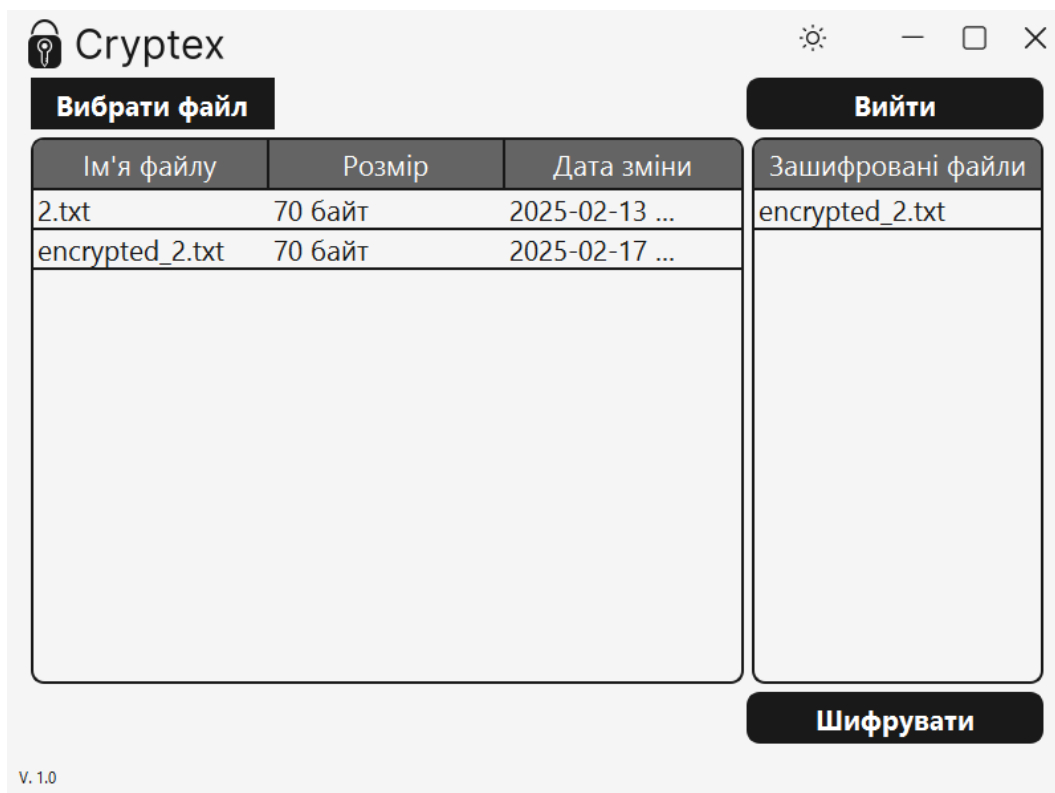 Cryptex
Вибрати файл
Вийти
Ім'я файлу Розмір Дата зміни Зашифровані файли
2.txt 70 байт 2025-02-13 ... encrypted_2.txt
encrypted_2.txt 70 байт 2025-02-17 ...
Шифрувати
V. 1.0